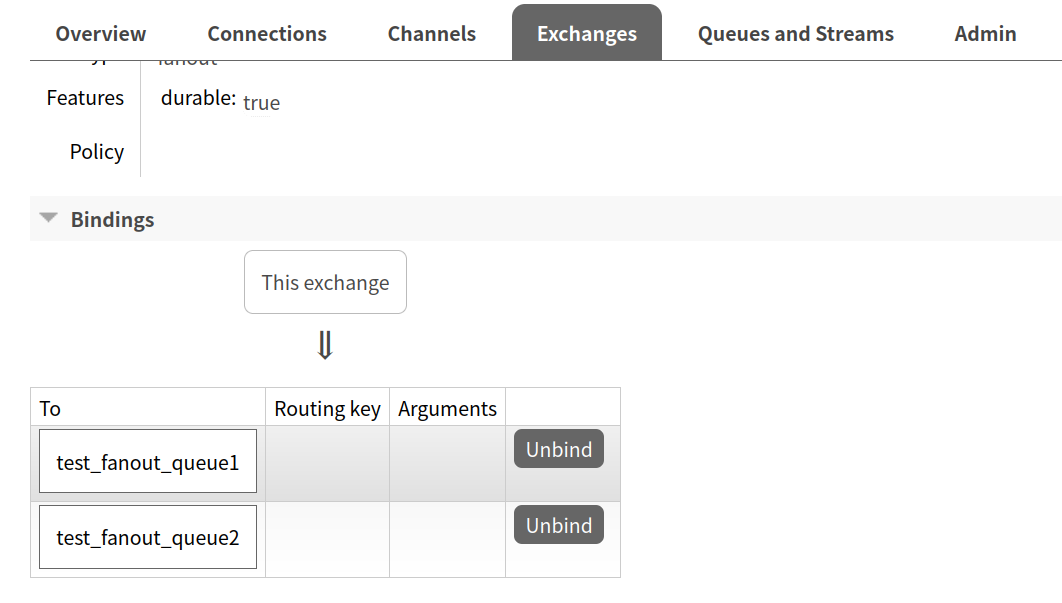 Overview Connections Channels Exchanges Queues and Streams Admin
fanout
Features durable: true
Policy
Bindings
This exchange
⇓
To Routing key Arguments
test_fanout_queue1 Unbind
test_fanout_queue2 Unbind